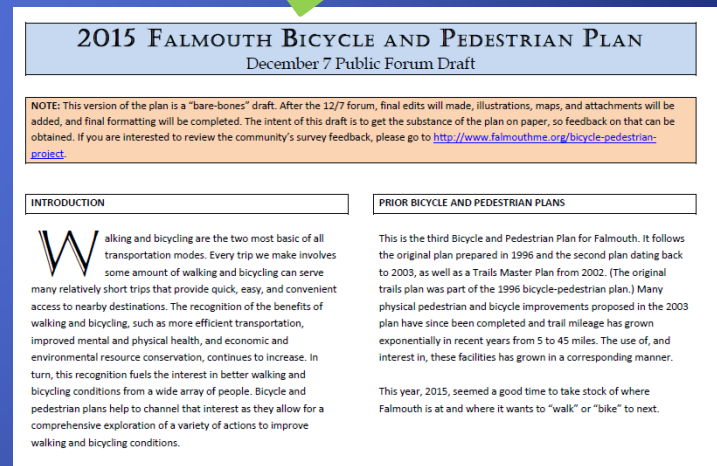 2015 FALMOUTH BICYCLE AND PEDESTRIAN PLAN
December 7 Public Forum Draft
NOTE: This version of the plan is a “bare-bones” draft. After the 12/7 forum, final edits will made, illustrations, maps, and attachments will be
added, and final formatting will be completed. The intent of this draft is to get the substance of the plan on paper, so feedback on that can be
obtained. If you are interested to review the community’s survey feedback, please go to http://www.falmouthme.org/bicycle-pedestrian-
project.
INTRODUCTION
Walking and bicycling are the two most basic of all
transportation modes. Every trip we make involves
some amount of walking and bicycling can serve
many relatively short trips that provide quick, easy, and convenient
access to nearby destinations. The recognition of the benefits of
walking and bicycling, such as more efficient transportation,
improved mental and physical health, and economic and
environmental resource conservation, continues to increase. In
turn, this recognition fuels the interest in better walking and
bicycling conditions from a wide array of people. Bicycle and
pedestrian plans help to channel that interest as they allow for a
comprehensive exploration of a variety of actions to improve
walking and bicycling conditions.
PRIOR BICYCLE AND PEDESTRIAN PLANS
This is the third Bicycle and Pedestrian Plan for Falmouth. It follows
the original plan prepared in 1996 and the second plan dating back
to 2003, as well as a Trails Master Plan from 2002. (The original
trails plan was part of the 1996 bicycle-pedestrian plan.) Many
physical pedestrian and bicycle improvements proposed in the 2003
plan have since been completed and trail mileage has grown
exponentially in recent years from 5 to 45 miles. The use of, and
interest in, these facilities has grown in a corresponding manner.
This year, 2015, seemed a good time to take stock of where
Falmouth is at and where it wants to “walk” or “bike” to next.